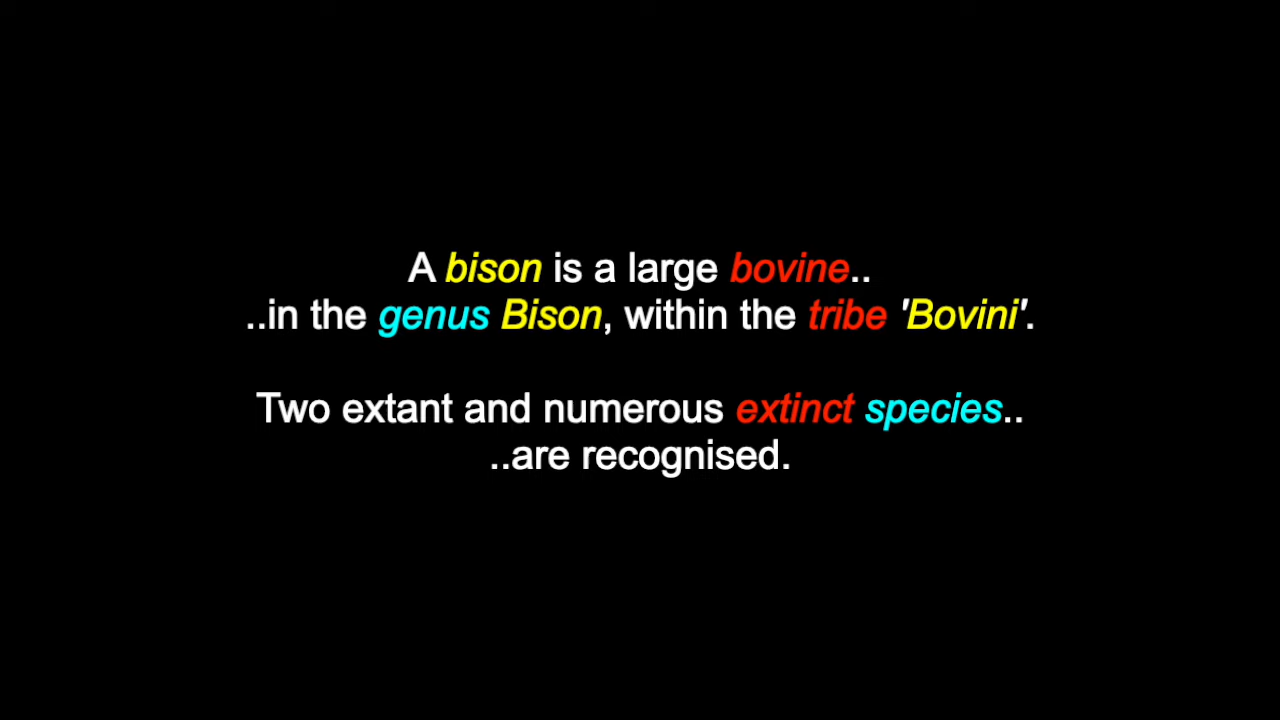 A bison is a large bovine..
..in the genus Bison, within the tribe 'Bovini'.
Two extant and numerous extinct species..
..are recognised.